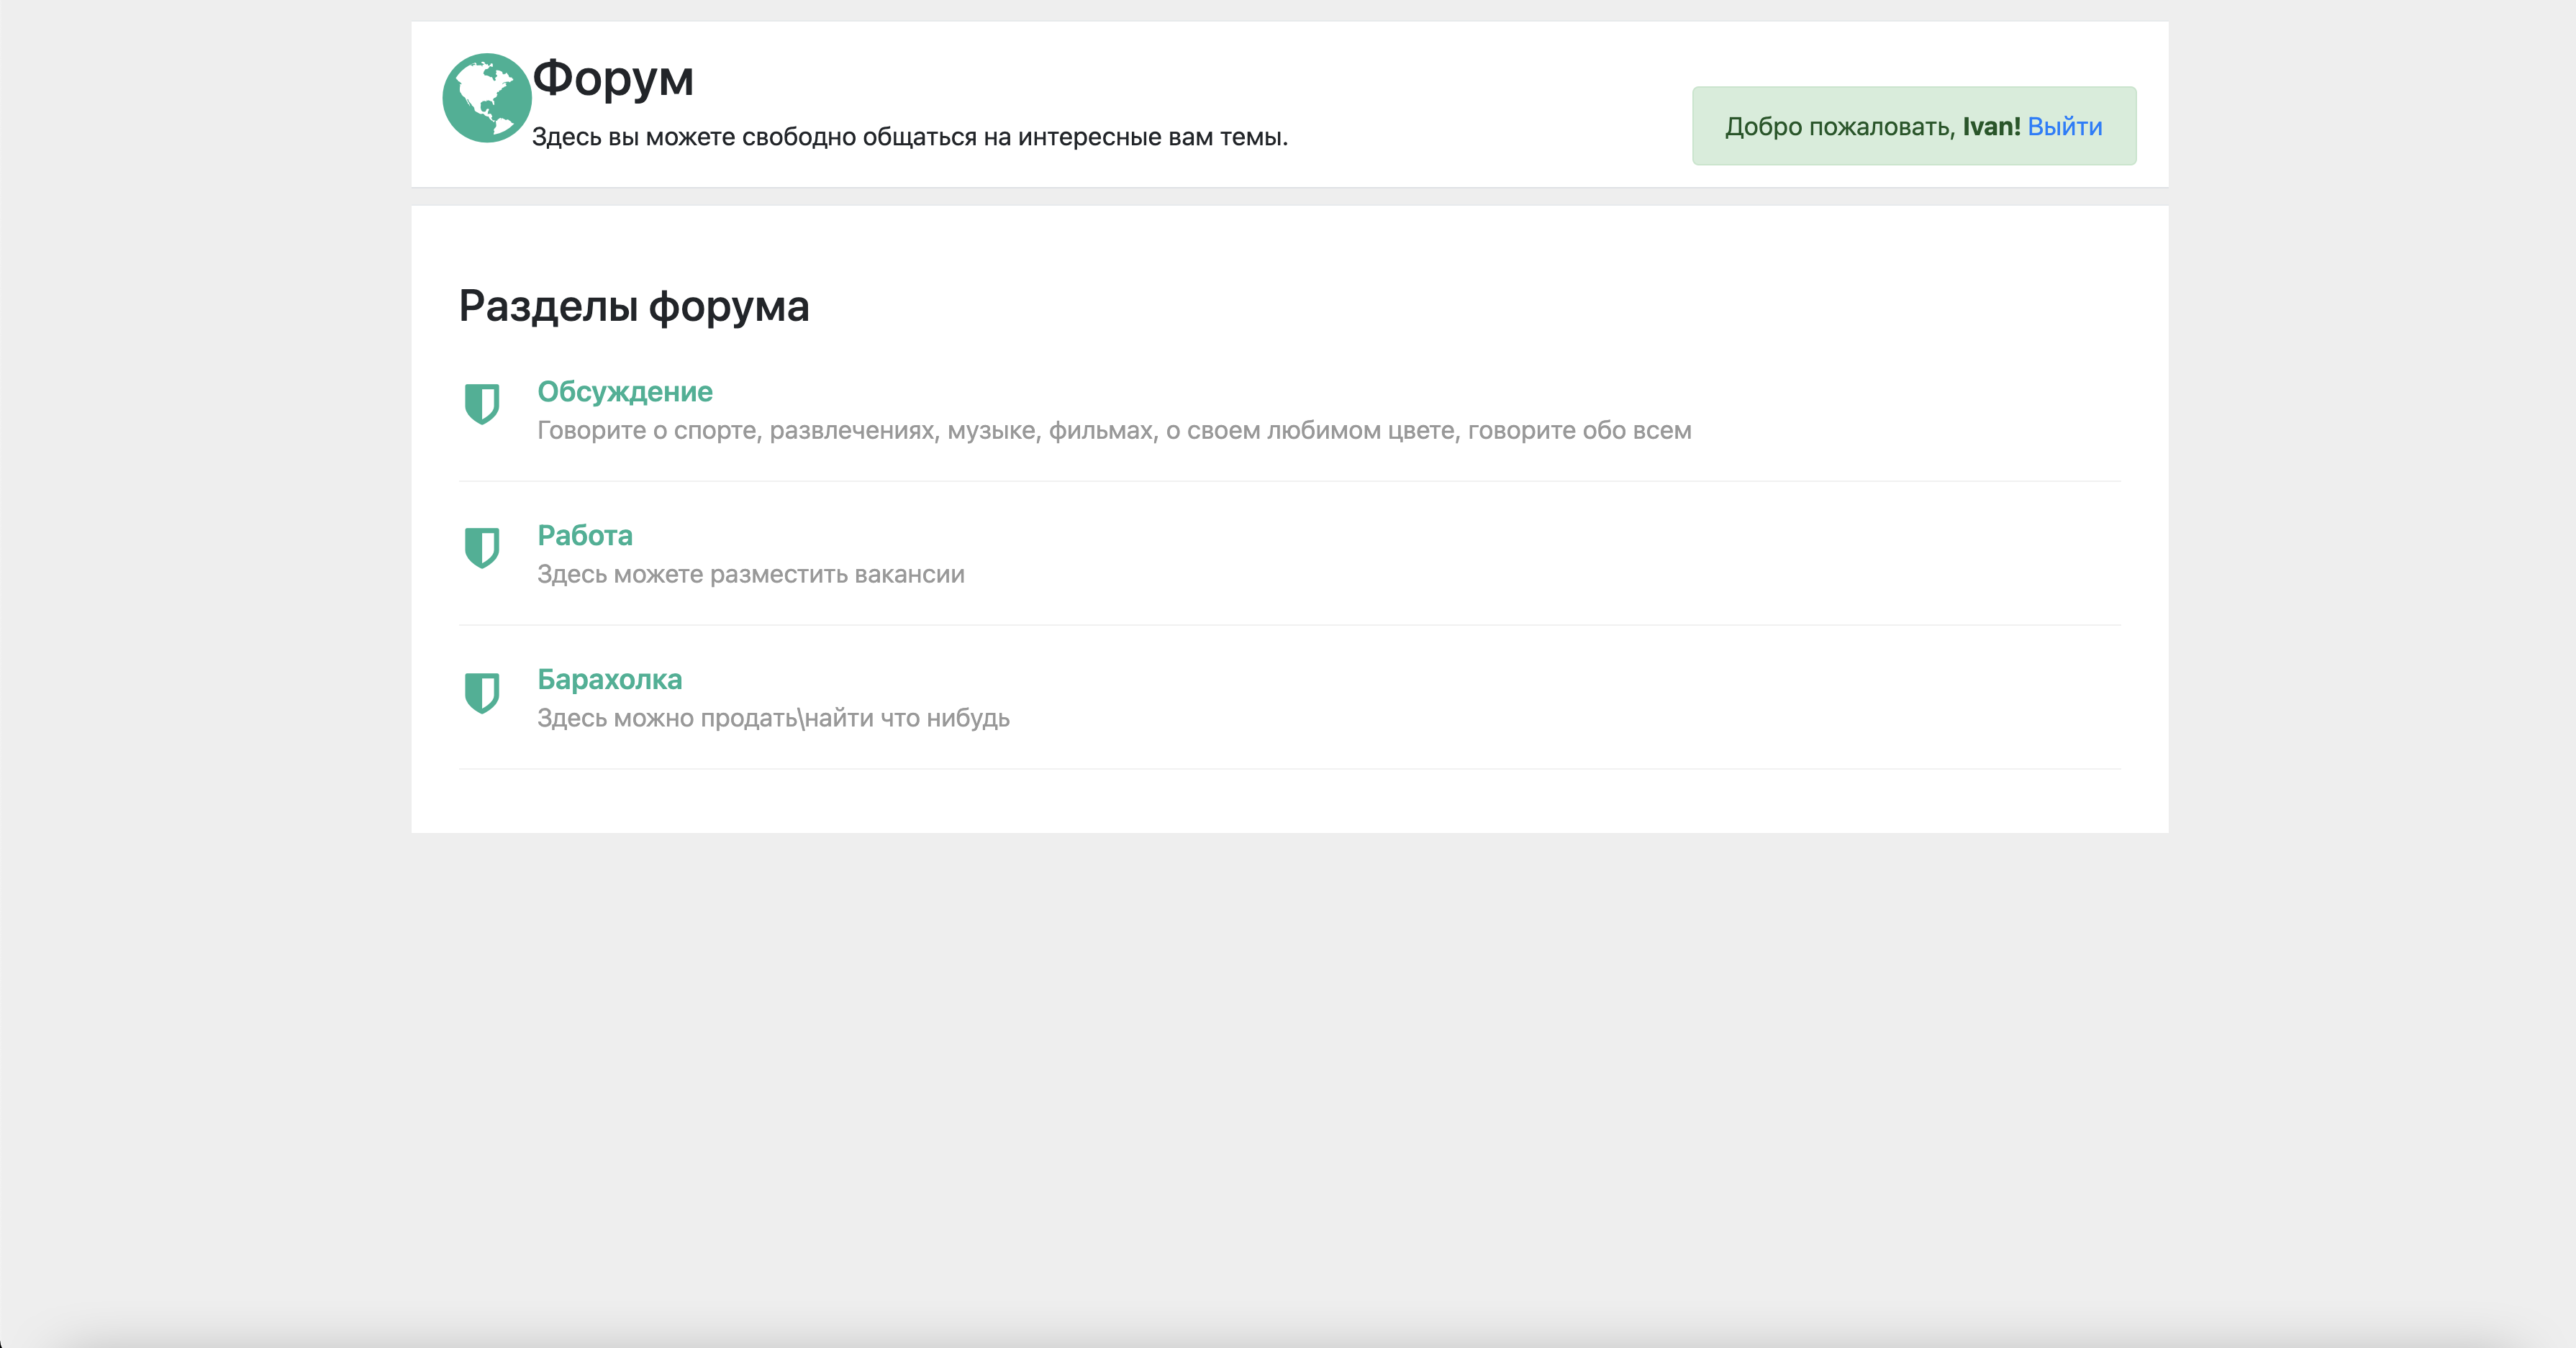 Форум
Здесь вы можете свободно общаться на интересные вам темы.
Добро пожаловать, Ivan! Выйти
Разделы форума
Обсуждение
Говорите о спорте, развлечениях, музыке, фильмах, о своем любимом цвете, говорите обо всем
Работа
Здесь можете разместить вакансии
Барахолка
Здесь можно продать\найти что нибудь